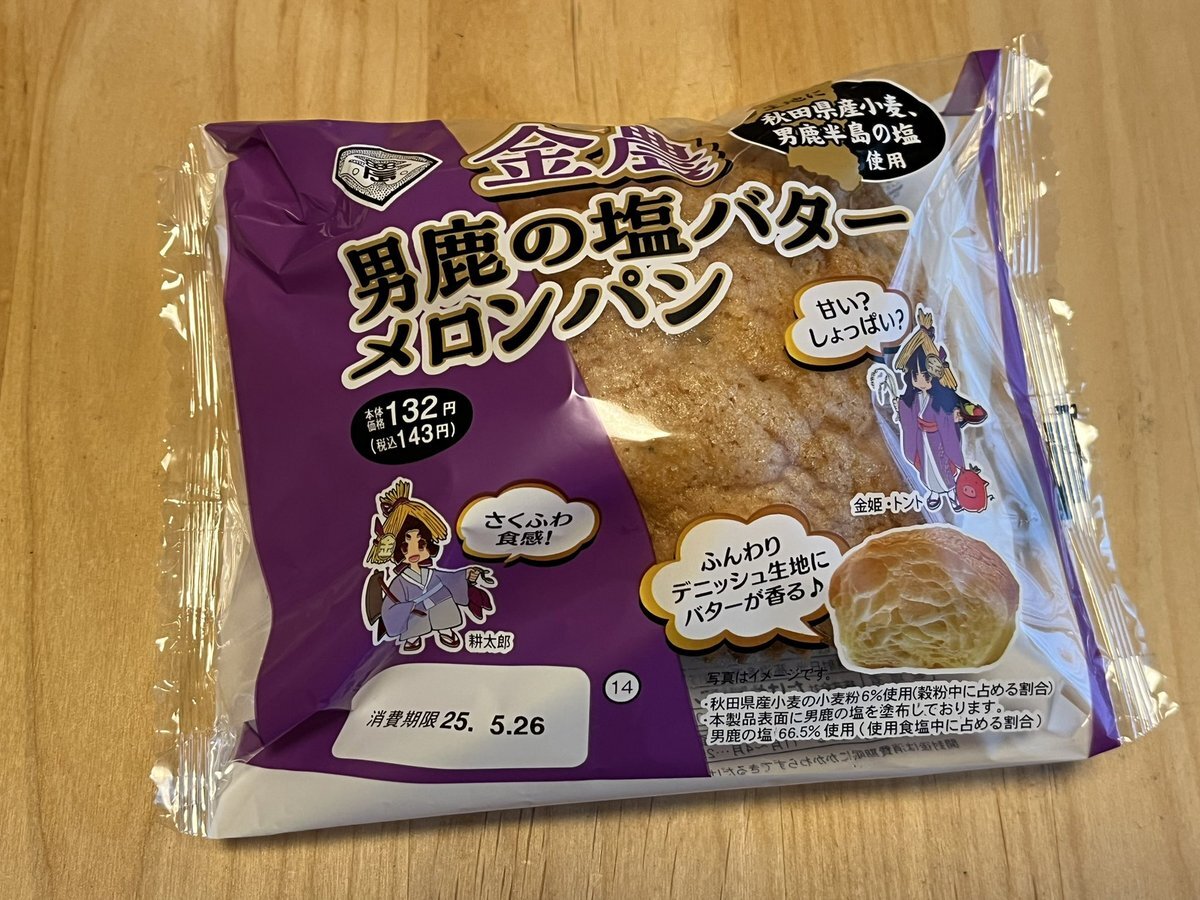 金農
生地に
秋田県産小麦、
男鹿半島の塩
使用
男鹿の塩バター
メロンパン
本体
価格132円
(税込143円)
甘い?
しょっぱい?
金姫・トント
さくふわ
食感!
耕太郎
ふんわり
デニッシュ生地に
バターが香る♪
写真はイメージです。
14
消費期限 25. 5.26
・秋田県産小麦の小麦粉6%使用(穀粉中に占める割合)
・本製品表面に男鹿の塩を塗布しております。
男鹿の塩66.5%使用(使用食塩中に占める割合)